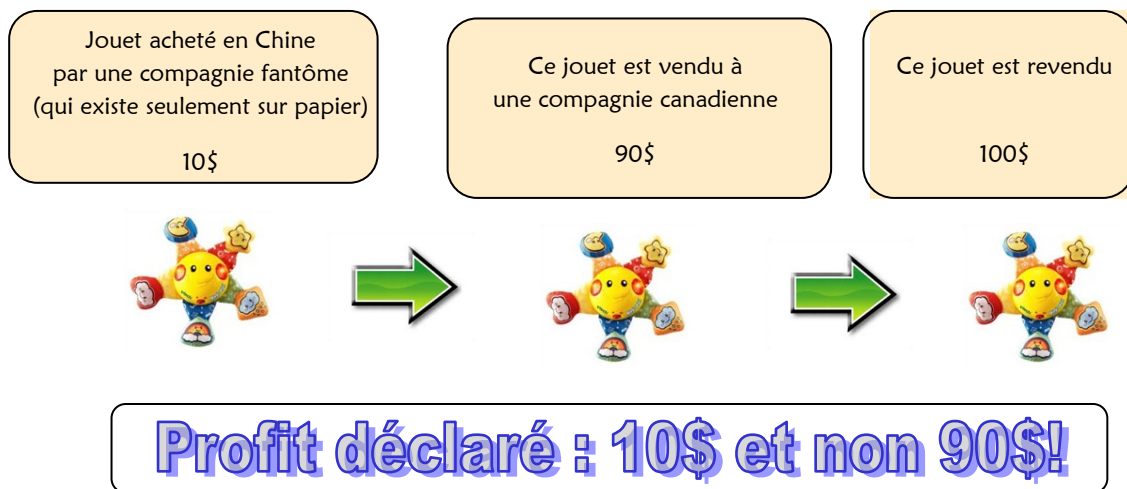 Jouet acheté en Chine
par une compagnie fantôme
(qui existe seulement sur papier)
10$
Ce jouet est vendu à
une compagnie canadienne
90$
Ce jouet est revendu
100$
Profit déclaré : 10$ et non 90$!